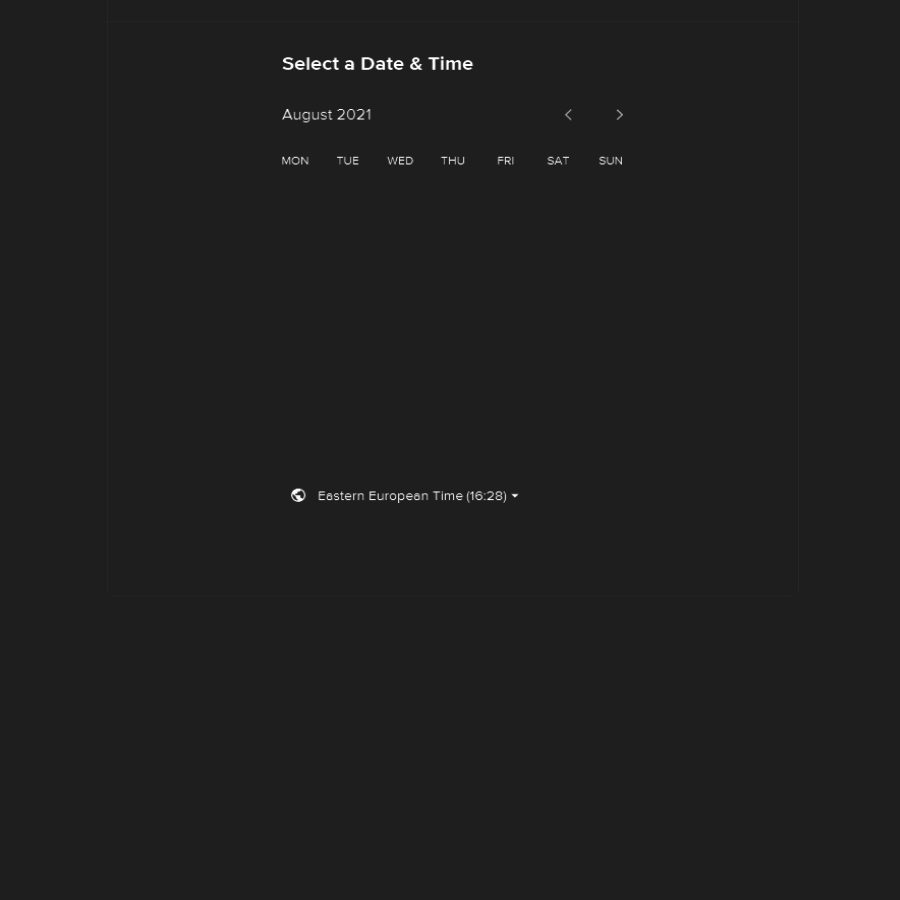 Select a Date & Time
August 2021
MON TUE WED THU FRI SAT SUN
Eastern European Time (16:28)